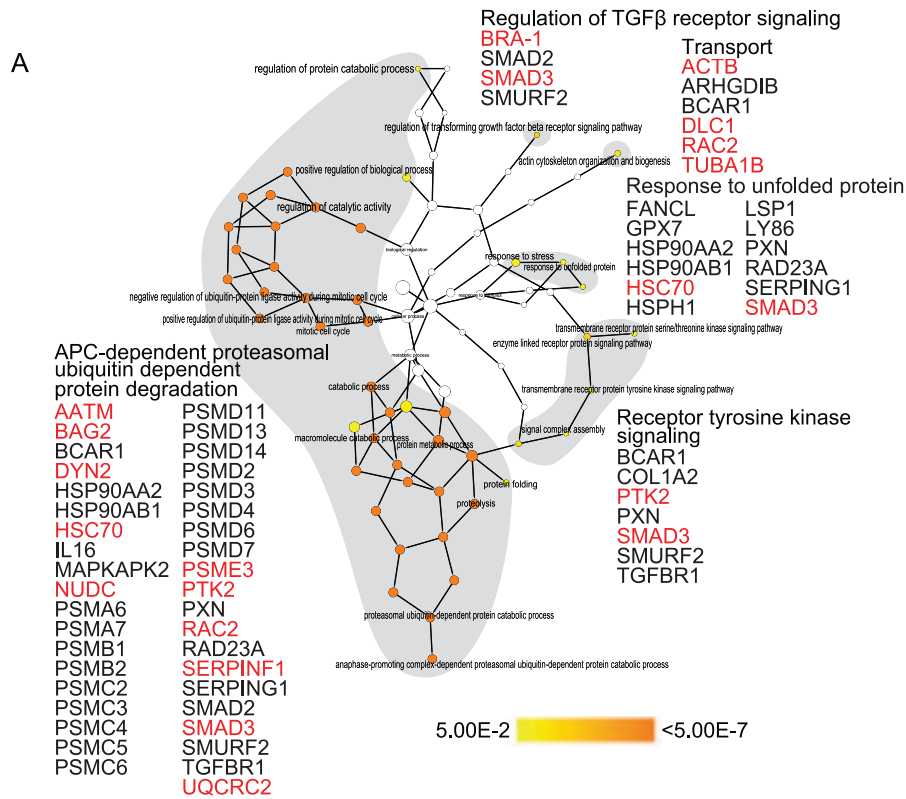 A
Regulation of TGFβ receptor signaling
BRA-1
SMAD2
SMAD3
SMURF2
Transport
ACTB
ARHGDIB
BCAR1
DLC1
RAC2
TUBA1B
Response to unfolded protein
FANCL LSP1
GPX7 LY86
HSP90AA2 PXN
HSP90AB1 RAD23A
HSC70 SERPING1
HSPH1 SMAD3
regulation of protein catabolic process
regulation of transforming growth factor beta receptor signaling pathway
actin cytoskeleton organization and biogenesis
positive regulation of biological process
regulation of catalytic activity
biological regulation
response to stress
response to unfolded protein
negative regulation of ubiquitin-protein ligase activity during mitotic cell cycle
response to stimulus
positive regulation of ubiquitin-protein ligase activity during mitotic cell cycle
cellular process
mitotic cell cycle
transmembrane receptor protein serine/threonine kinase signaling pathway
enzyme linked receptor protein signaling pathway
metabolic process
catabolic process
transmembrane receptor protein tyrosine kinase signaling pathway
signal complex assembly
macromolecule catabolic process
protein metabolic process
protein folding
proteolysis
proteasomal ubiquitin-dependent protein catabolic process
anaphase-promoting complex-dependent proteasomal ubiquitin-dependent protein catabolic process
APC-dependent proteasomal
ubiquitin dependent
protein degradation
AATM PSMD11
BAG2 PSMD13
BCAR1 PSMD14
DYN2 PSMD2
HSP90AA2 PSMD3
HSP90AB1 PSMD4
HSC70 PSMD6
IL16 PSMD7
MAPKAPK2 PSME3
NUDC PTK2
PSMA6 PXN
PSMA7 RAC2
PSMB1 RAD23A
PSMB2 SERPINF1
PSMC2 SERPING1
PSMC3 SMAD2
PSMC4 SMAD3
PSMC5 SMURF2
PSMC6 TGFBR1
UQCRC2
Receptor tyrosine kinase
signaling
BCAR1
COL1A2
PTK2
PXN
SMAD3
SMURF2
TGFBR1
5.00E-2 <5.00E-7